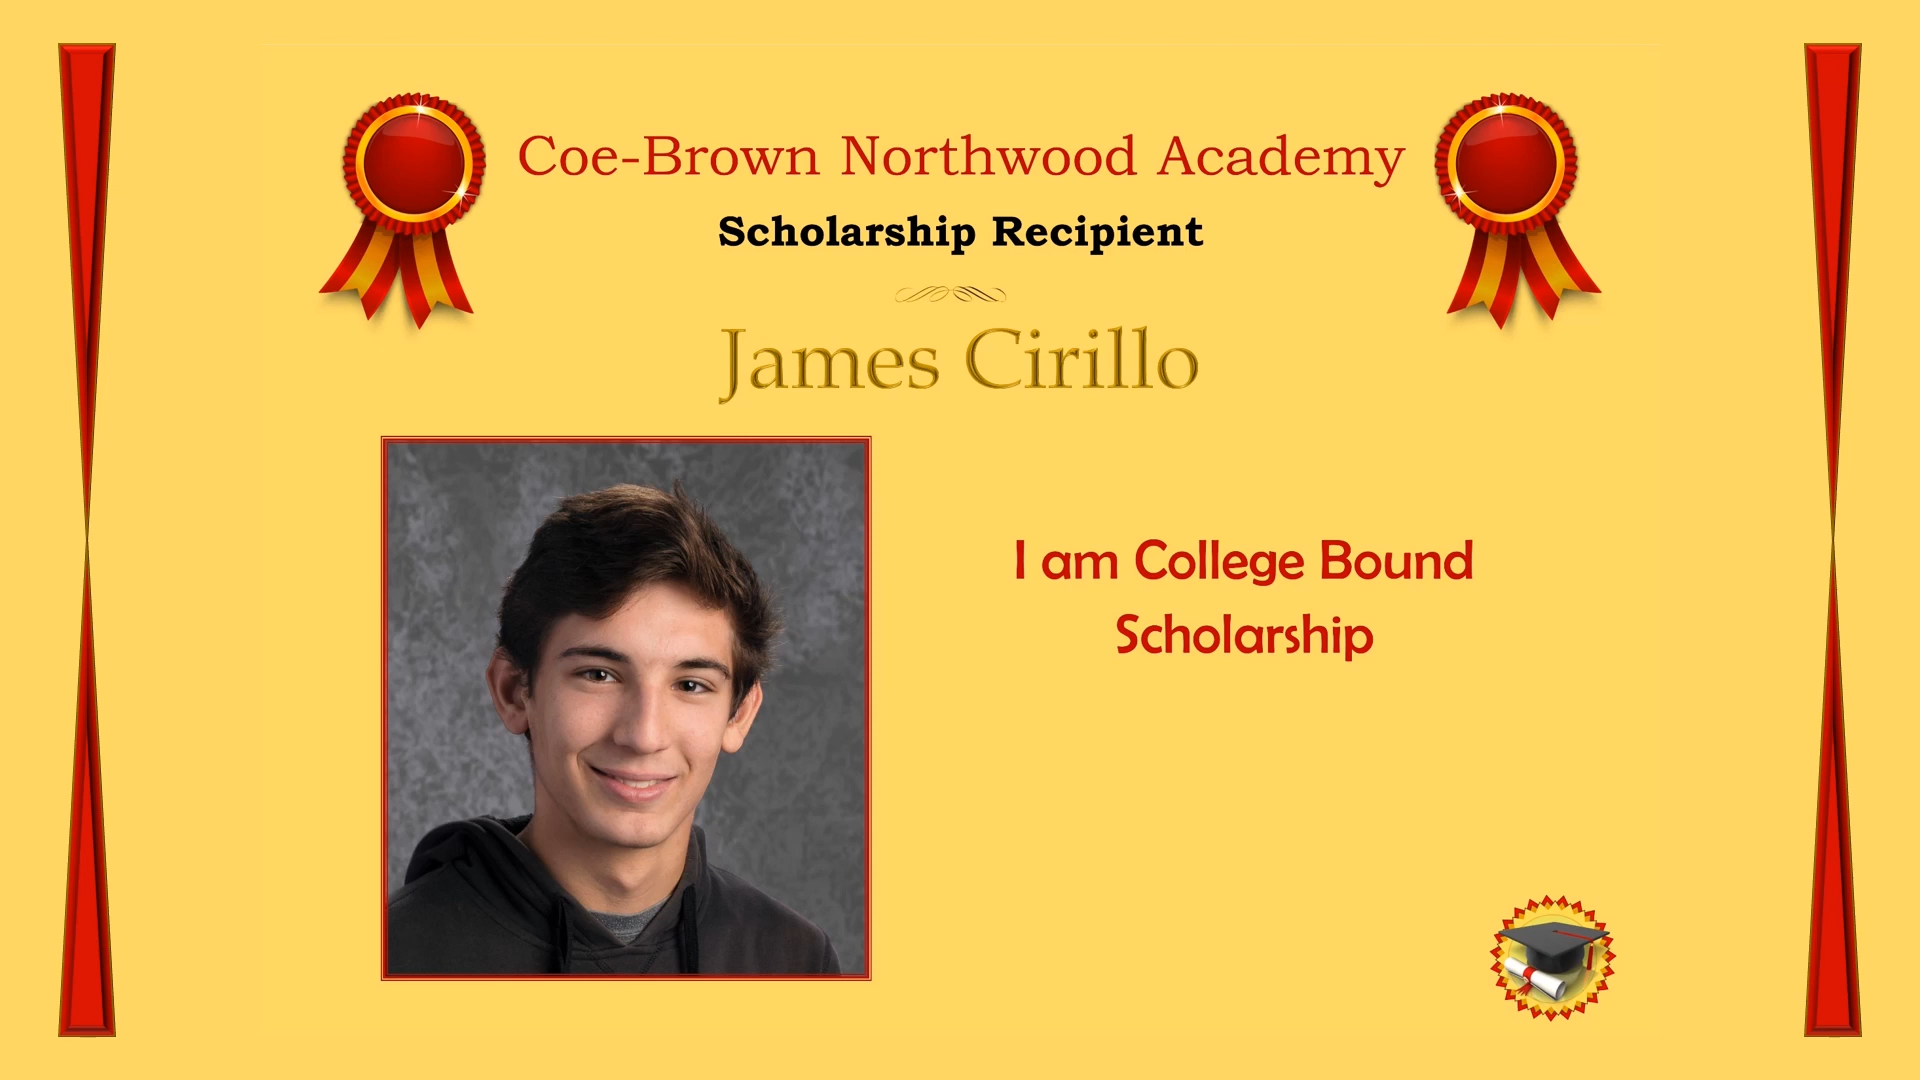 Coe-Brown Northwood Academy
Scholarship Recipient
James Cirillo
I am College Bound
Scholarship